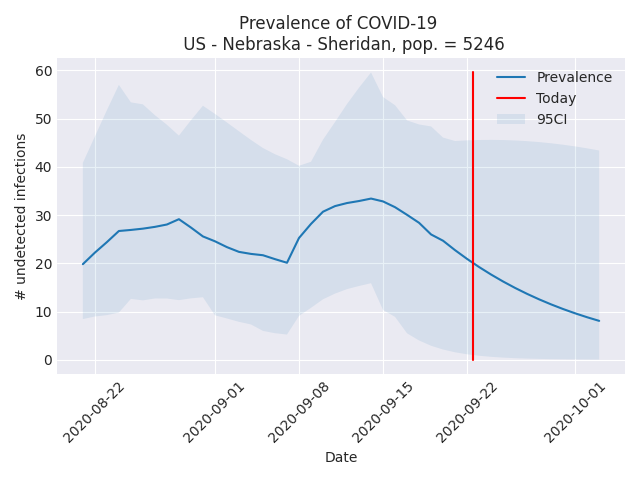 Prevalence of COVID-19
US - Nebraska - Sheridan, pop. = 5246
60
50
40
30
20
10
0
# undetected infections
Prevalence
Today
95CI
2020-08-22
2020-09-01
2020-09-08
2020-09-15
2020-09-22
2020-10-01
Date